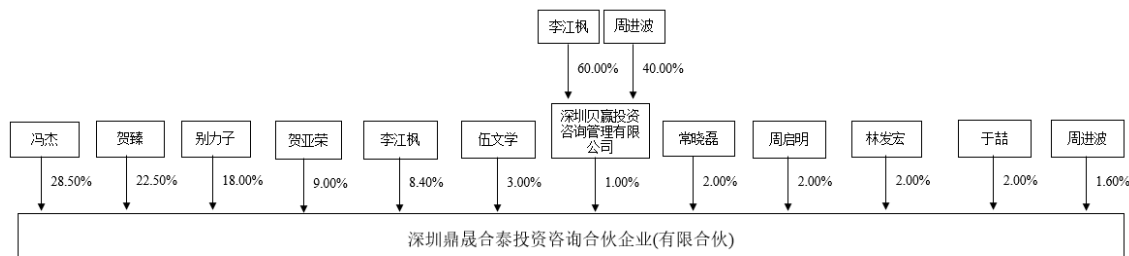 李江枫
周进波
60.00%
40.00%
冯杰
贺臻
别力子
贺亚荣
李江枫
伍文学
深圳贝赢投资
咨询管理有限
公司
常晓磊
周启明
林发宏
于喆
周进波
28.50%
22.50%
18.00%
9.00%
8.40%
3.00%
1.00%
2.00%
2.00%
2.00%
2.00%
1.60%
深圳鼎晟合泰投资咨询合伙企业(有限合伙)